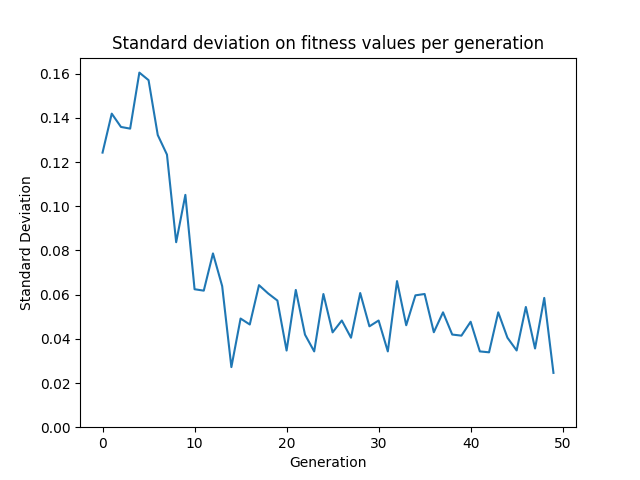 Standard deviation on fitness values per generation
0.16
0.14
0.12
0.10
0.08
0.06
0.04
0.02
0.00
Standard Deviation
0 10 20 30 40 50
Generation